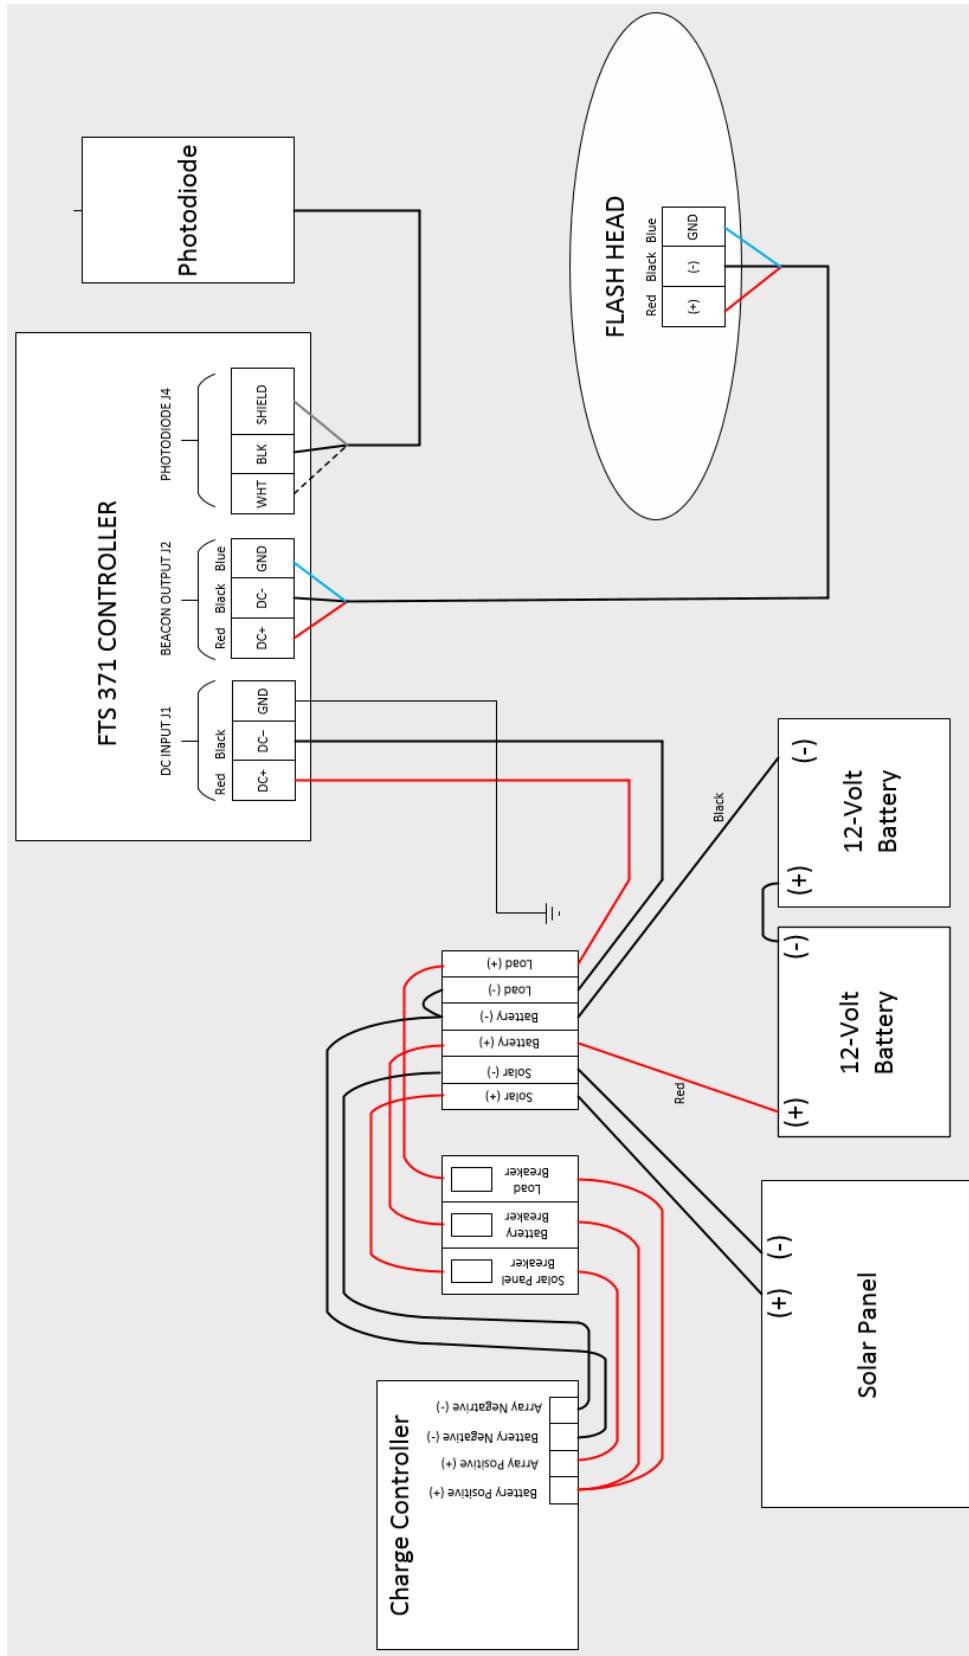 Photodiode
FTS 371 CONTROLLER
PHOTODIODE J4
SHIELD
BLK
WHT
BEACON OUTPUT J2
Blue
Black
Red
GND
DC-
DC+
DC INPUT J1
Black
Red
GND
DC−
DC+
FLASH HEAD
Blue
Black
Red
GND
(-)
(+)
Black
Red
12-Volt
Battery
(-)
(+)
12-Volt
Battery
(-)
(+)
Load (+)
Load (-)
Battery (-)
Battery (+)
Solar (-)
Solar (+)
Load
Breaker
Battery
Breaker
Solar Panel
Breaker
Solar Panel
(-)
(+)
Charge Controller
Array Negatrive (-)
Battery Negative (-)
Array Positive (+)
Battery Positive (+)